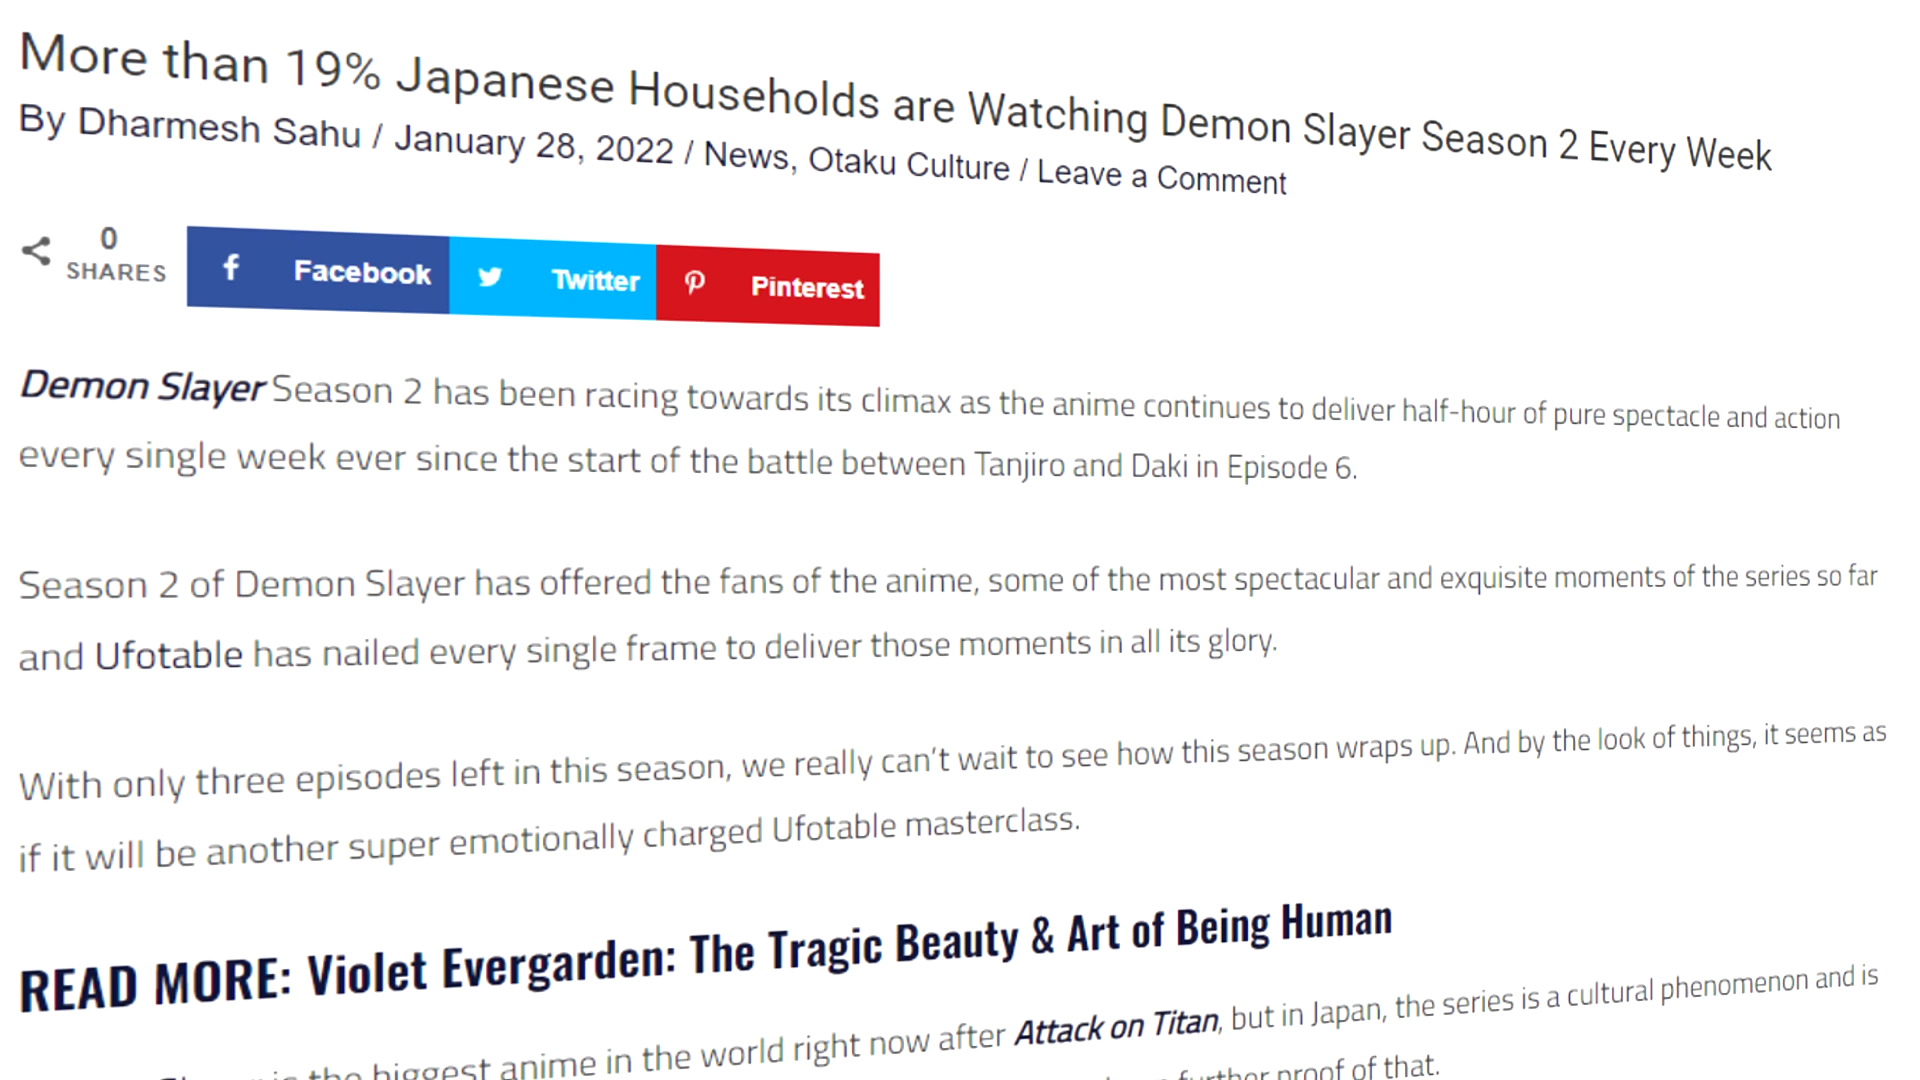 More than 19% Japanese Households are Watching Demon Slayer Season 2 Every Week
By Dharmesh Sahu / January 28, 2022 / News, Otaku Culture / Leave a Comment
0
SHARES
Facebook
Twitter
Pinterest
Demon Slayer Season 2 has been racing towards its climax as the anime continues to deliver half-hour of pure spectacle and action
every single week ever since the start of the battle between Tanjiro and Daki in Episode 6.
Season 2 of Demon Slayer has offered the fans of the anime, some of the most spectacular and exquisite moments of the series so far
and Ufotable has nailed every single frame to deliver those moments in all its glory.
With only three episodes left in this season, we really can't wait to see how this season wraps up. And by the look of things, it seems as
if it will be another super emotionally charged Ufotable masterclass.
READ MORE: Violet Evergarden: The Tragic Beauty & Art of Being Human
is the biggest anime in the world right now after Attack on Titan, but in Japan, the series is a cultural phenomenon and is
further proof of that.